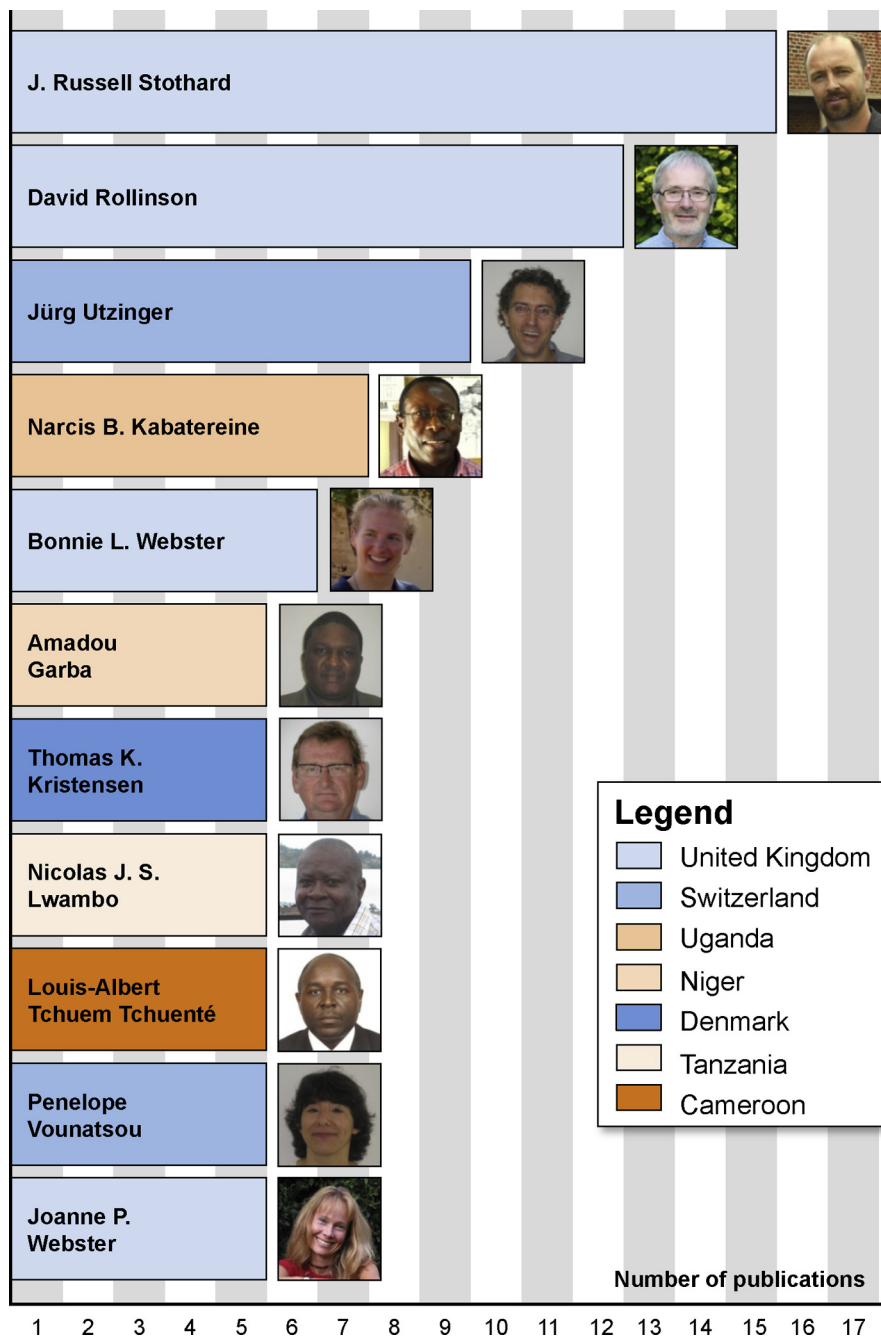 J. Russell Stothard
David Rollinson
Jürg Utzinger
Narcis B. Kabatereine
Bonnie L. Webster
Amadou
Garba
Thomas K.
Kristensen
Nicolas J. S.
Lwambo
Louis-Albert
Tchuem Tchuenté
Penelope
Vounatsou
Joanne P.
Webster
Legend
United Kingdom
Switzerland
Uganda
Niger
Denmark
Tanzania
Cameroon
Number of publications
1 2 3 4 5 6 7 8 9 10 11 12 13 14 15 16 17